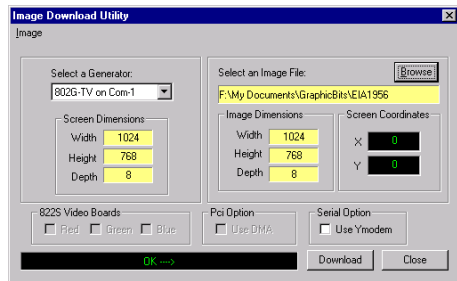 Image Download Utility
Image
Select a Generator:
802G-TV on Com-1
Screen Dimensions
Width 1024
Height 768
Depth 8
Select an Image File:
Browse
F:\My Documents\GraphicBits\EIA1956
Image Dimensions
Width 1024
Height 768
Depth 8
Screen Coordinates
X 0
Y 0
822S Video Boards
Red Green Blue
Pci Option
Use DMA
Serial Option
Use Ymodem
OK ---->
Download
Close